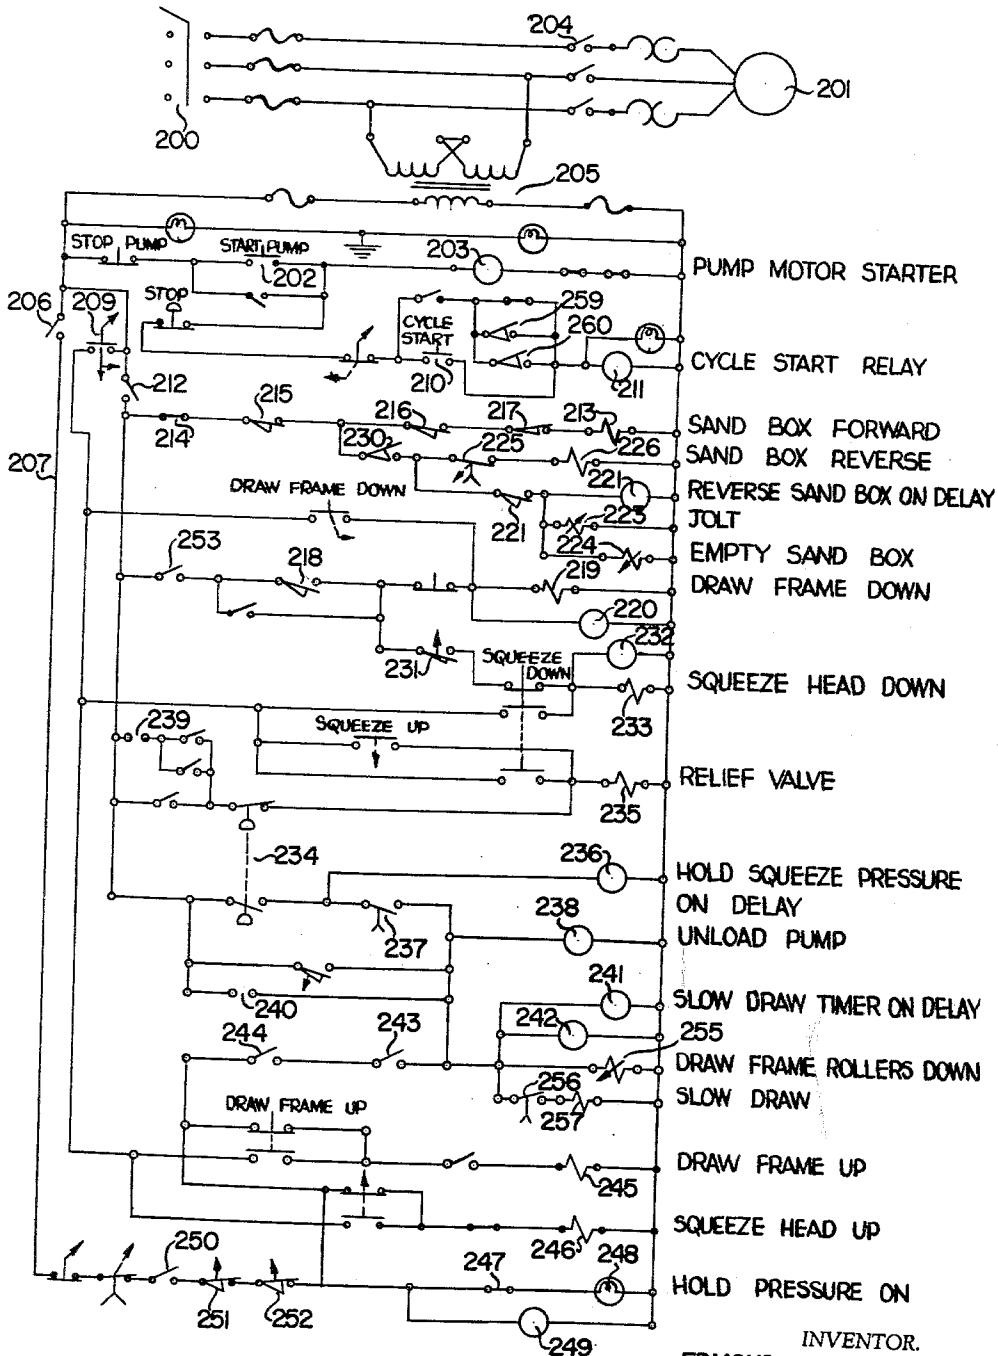 204
201
200
205
STOP PUMP
START PUMP
202
203
PUMP MOTOR STARTER
206
209
STOP
259
260
CYCLE
START
210
211
CYCLE START RELAY
212
215
214
216
217
213
SAND BOX FORWARD
230
225
226
SAND BOX REVERSE
207
221
REVERSE SAND BOX ON DELAY
DRAW FRAME DOWN
221
223
JOLT
224
EMPTY SAND BOX
253
218
219
DRAW FRAME DOWN
220
232
231
SQUEEZE
DOWN
233
SQUEEZE HEAD DOWN
239
SQUEEZE UP
235
RELIEF VALVE
234
236
HOLD SQUEEZE PRESSURE
ON DELAY
237
238
UNLOAD PUMP
240
241
SLOW DRAW TIMER ON DELAY
244
243
242
255
DRAW FRAME ROLLERS DOWN
256
257
SLOW DRAW
DRAW FRAME UP
245
DRAW FRAME UP
246
SQUEEZE HEAD UP
250
251
252
247
248
HOLD PRESSURE ON
249
INVENTOR.